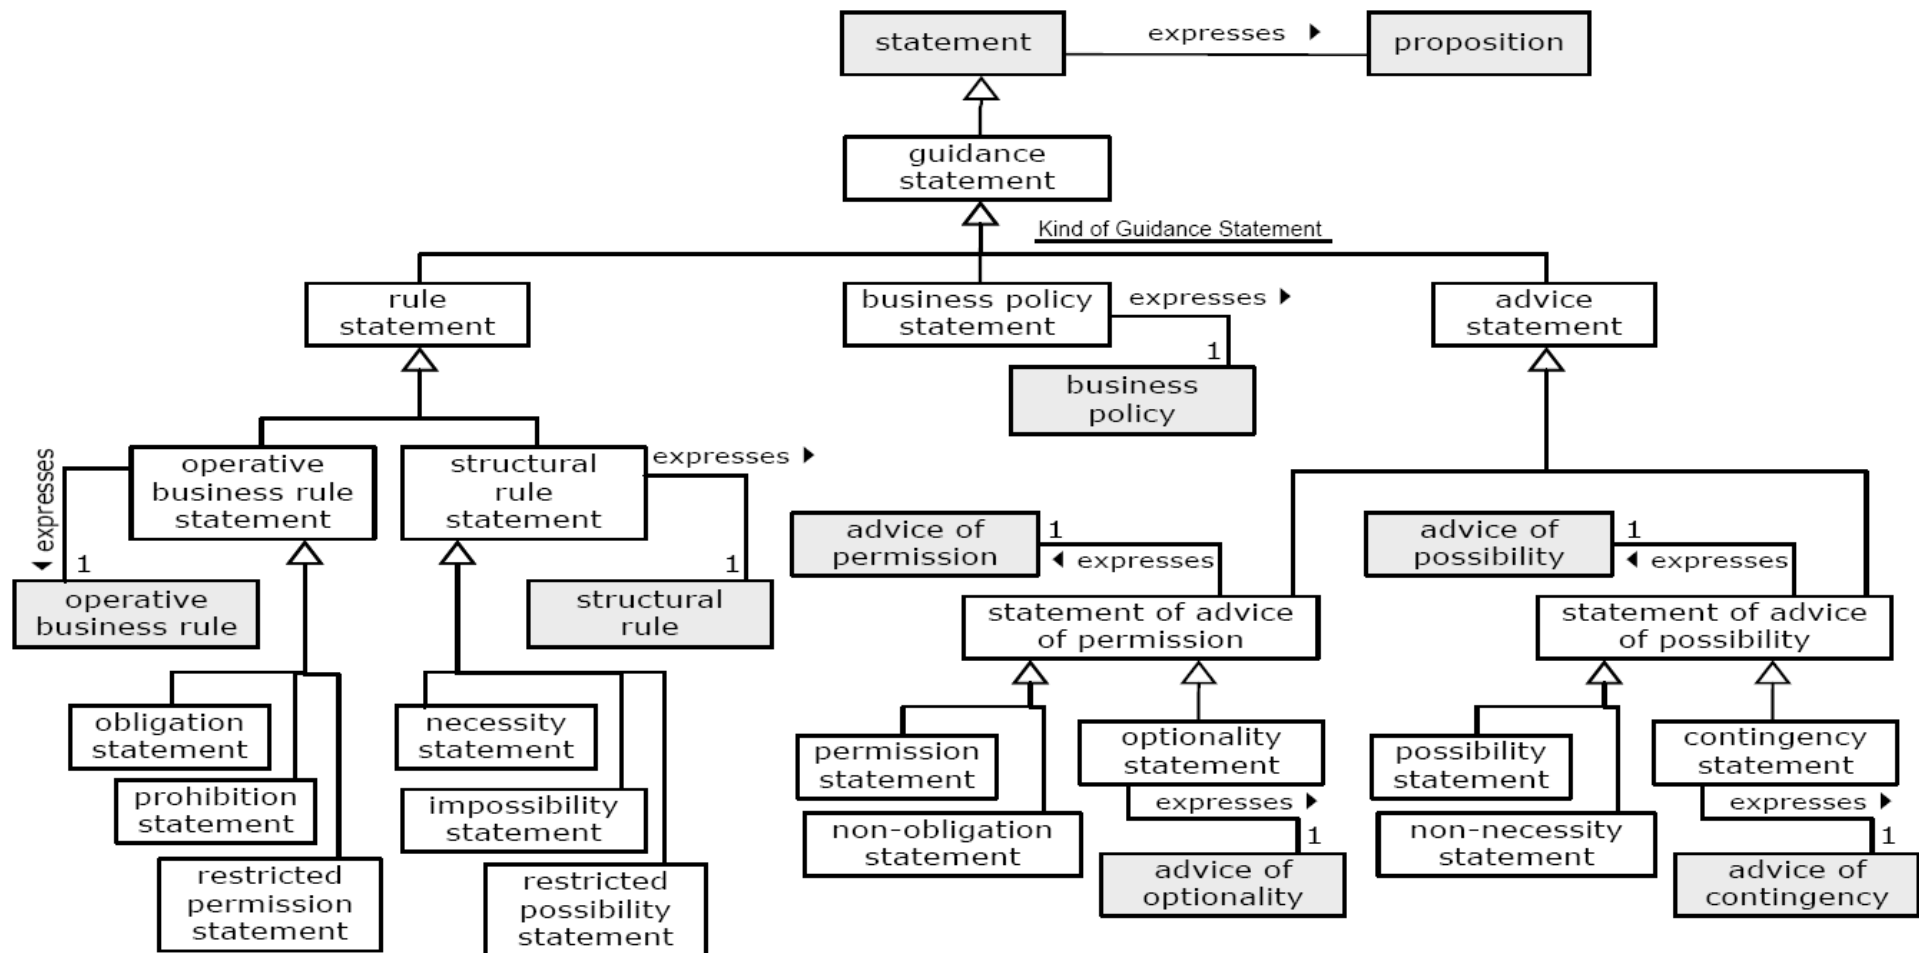 statement
expresses ▶
proposition
guidance
statement
Kind of Guidance Statement
rule
statement
business policy
statement
expresses ▶
1
business
policy
advice
statement
operative
business rule
statement
◀ expresses
1
operative
business rule
structural
rule
statement
expresses ▶
1
structural
rule
obligation
statement
prohibition
statement
restricted
permission
statement
necessity
statement
impossibility
statement
restricted
possibility
statement
advice of
permission
1
◀ expresses
statement of advice
of permission
permission
statement
non-obligation
statement
optionality
statement
expresses ▶
1
advice of
optionality
advice of
possibility
1
◀ expresses
statement of advice
of possibility
possibility
statement
non-necessity
statement
contingency
statement
expresses ▶
1
advice of
contingency